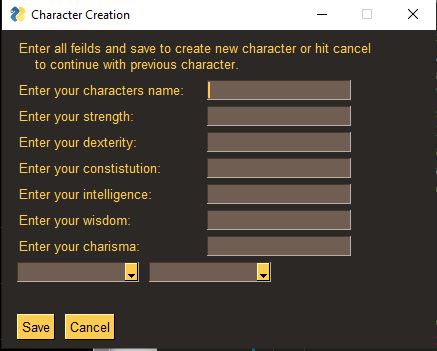 Character Creation
Enter all feilds and save to create new character or hit cancel
to continue with previous character.
Enter your characters name:
Enter your strength:
Enter your dexterity:
Enter your constistution:
Enter your intelligence:
Enter your wisdom:
Enter your charisma:
Save Cancel